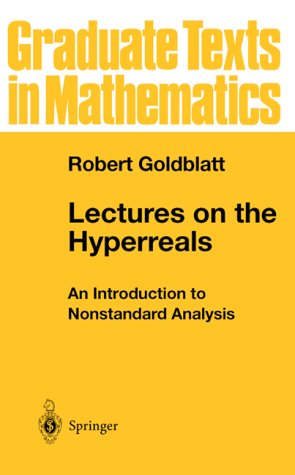 Graduate Texts
in Mathematics
Robert Goldblatt
Lectures on the
Hyperreals
An Introduction to
Nonstandard Analysis
Springer